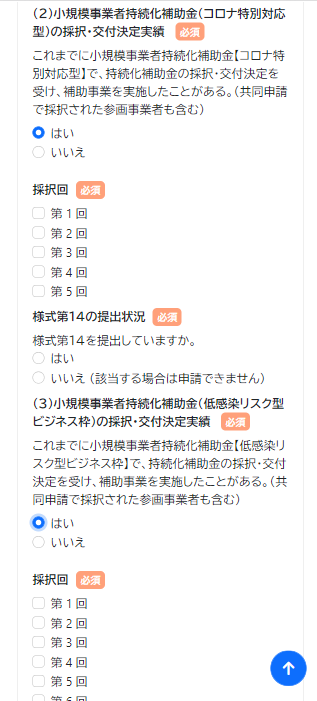 （２）小規模事業者持続化補助金（コロナ特別対応
型）の採択・交付決定実績 必須
これまでに小規模事業者持続化補助金【コロナ特
別対応型】で、持続化補助金の採択・交付決定を
受け、補助事業を実施したことがある。（共同申請
で採択された参画事業者も含む）
はい
いいえ
採択回 必須
第１回
第２回
第３回
第４回
第５回
様式第14の提出状況 必須
様式第14を提出していますか。
はい
いいえ（該当する場合は申請できません）
（３）小規模事業者持続化補助金（低感染リスク型
ビジネス枠）の採択・交付決定実績 必須
これまでに小規模事業者持続化補助金【低感染リ
スク型ビジネス枠】で、持続化補助金の採択・交付
決定を受け、補助事業を実施したことがある。（共
同申請で採択された参画事業者も含む）
はい
いいえ
採択回 必須
第１回
第２回
第３回
第４回
第５回